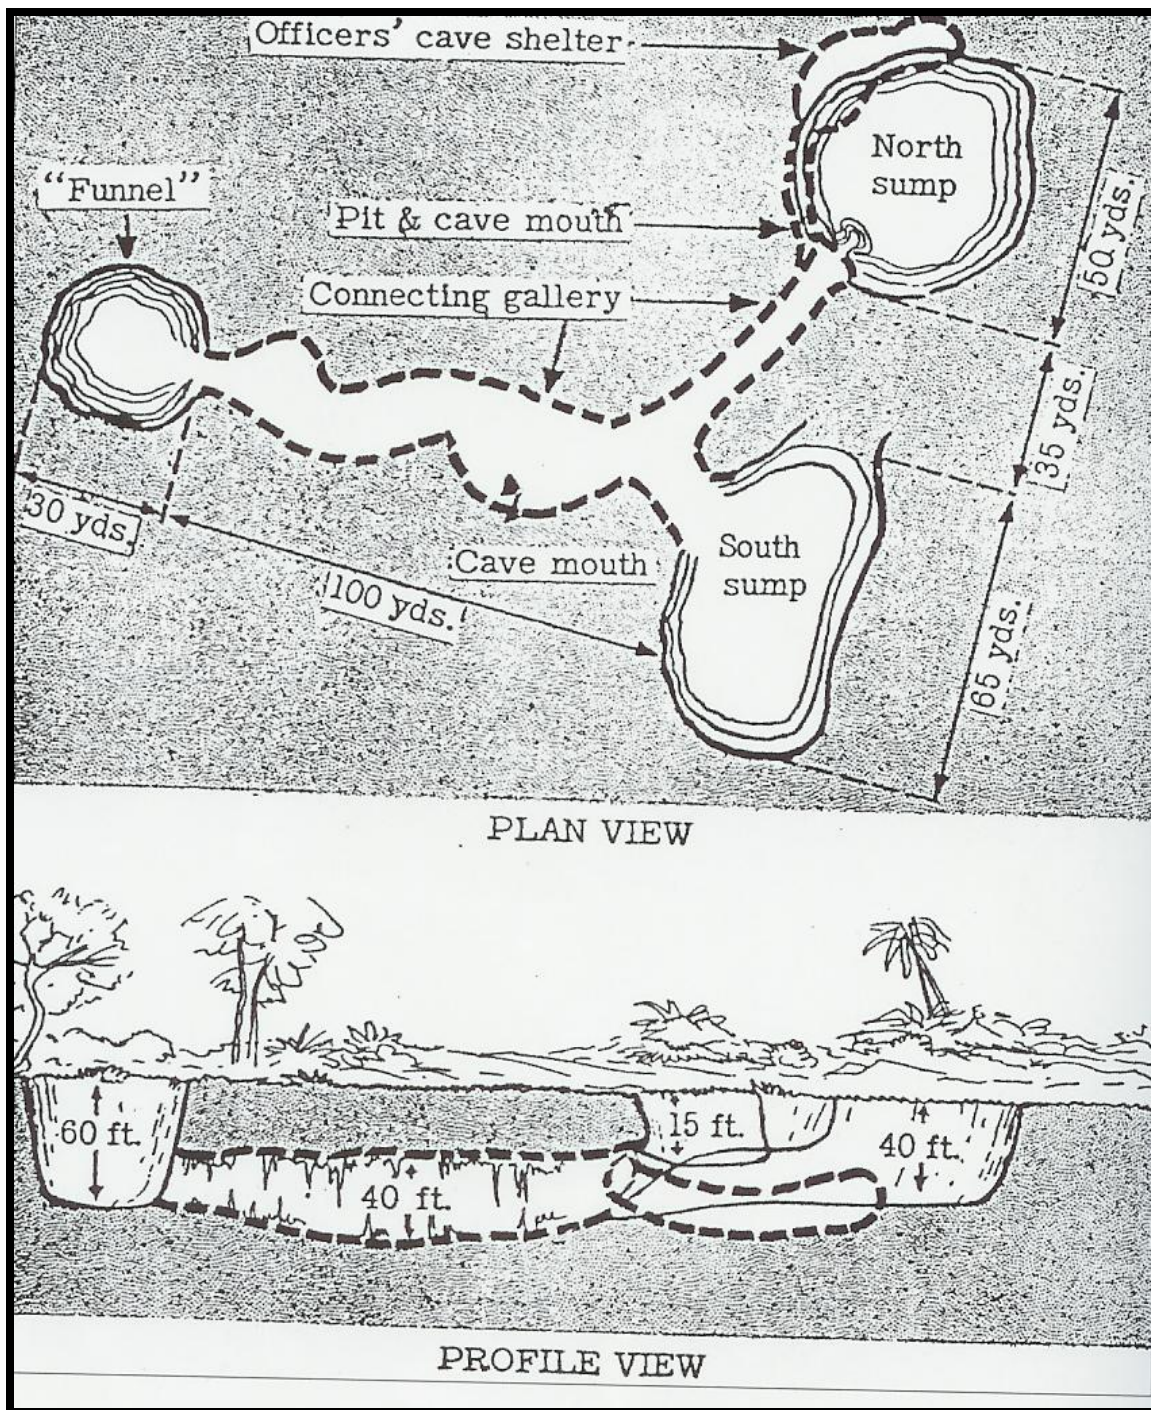 Officers' cave shelter
North
sump
"Funnel"
Pit & cave mouth
Connecting gallery
50 yds.
35 yds.
30 yds.
100 yds.
Cave mouth
South
sump
65 yds.
PLAN VIEW
60 ft.
15 ft.
40 ft.
40 ft.
PROFILE VIEW